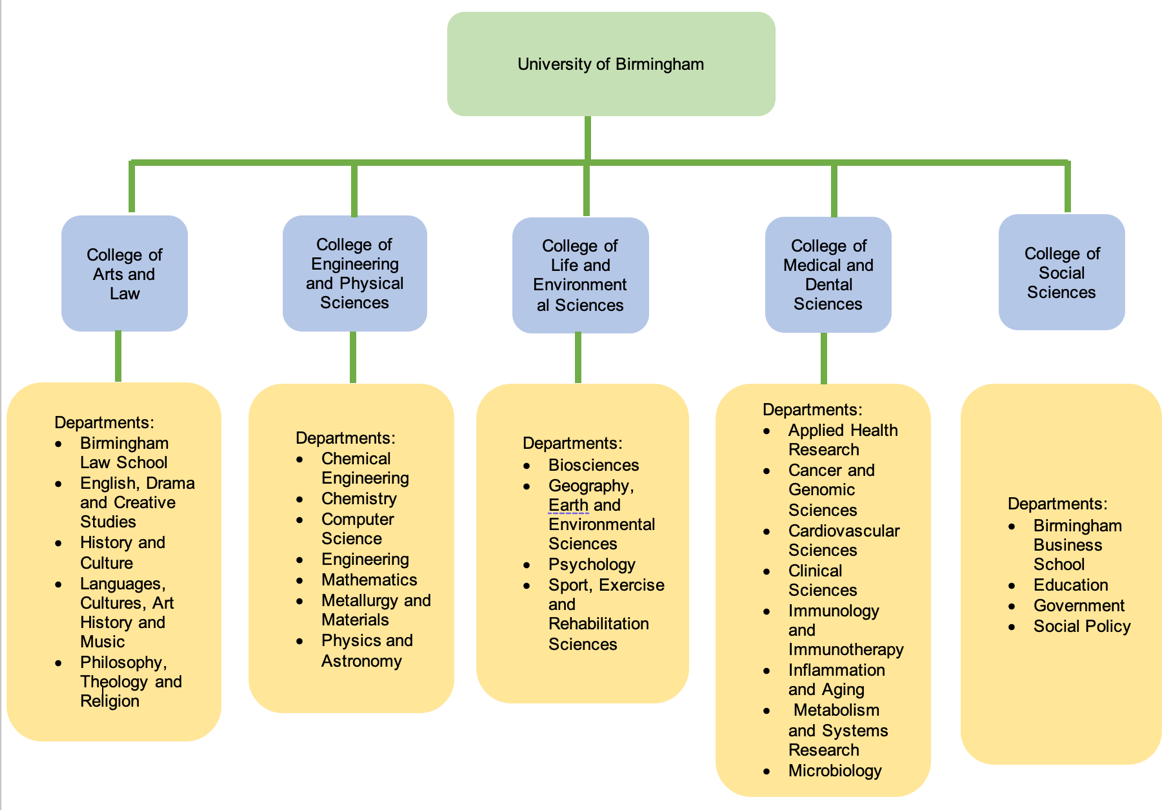 University of Birmingham
College of
Arts and
Law
College of
Engineering
and Physical
Sciences
College of
Life and
Environment
al Sciences
College of
Medical and
Dental
Sciences
College of
Social
Sciences
Departments:
• Birmingham
Law School
• English, Drama
and Creative
Studies
• History and
Culture
• Languages,
Cultures, Art
History and
Music
• Philosophy,
Theology and
Religion
Departments:
• Chemical
Engineering
• Chemistry
• Computer
Science
• Engineering
• Mathematics
• Metallurgy and
Materials
• Physics and
Astronomy
Departments:
• Biosciences
• Geography,
Earth and
Environmental
Sciences
• Psychology
• Sport, Exercise
and
Rehabilitation
Sciences
Departments:
• Applied Health
Research
• Cancer and
Genomic
Sciences
• Cardiovascular
Sciences
• Clinical
Sciences
• Immunology
and
Immunotherapy
• Inflammation
and Aging
• Metabolism
and Systems
Research
• Microbiology
Departments:
• Birmingham
Business
School
• Education
• Government
• Social Policy